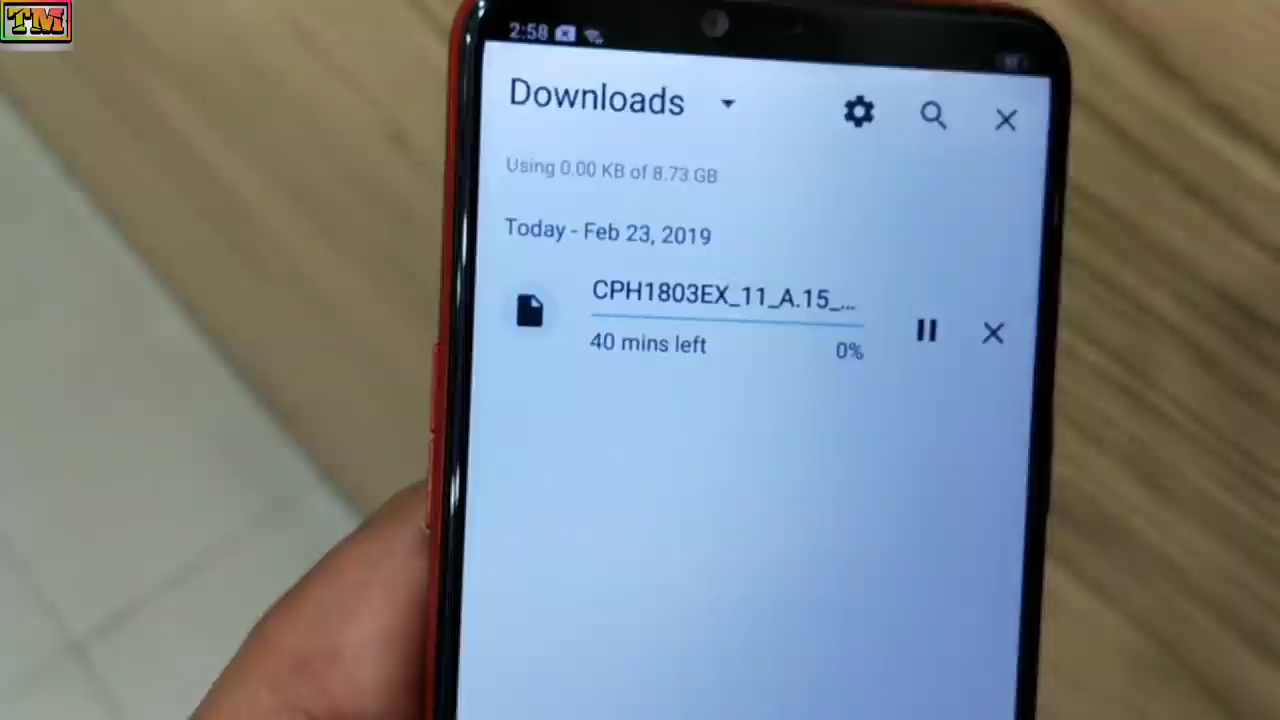 TM
2:58
Downloads
Using 0.00 KB of 8.73 GB
Today - Feb 23, 2019
CPH1803EX_11_A.15_...
40 mins left
0%